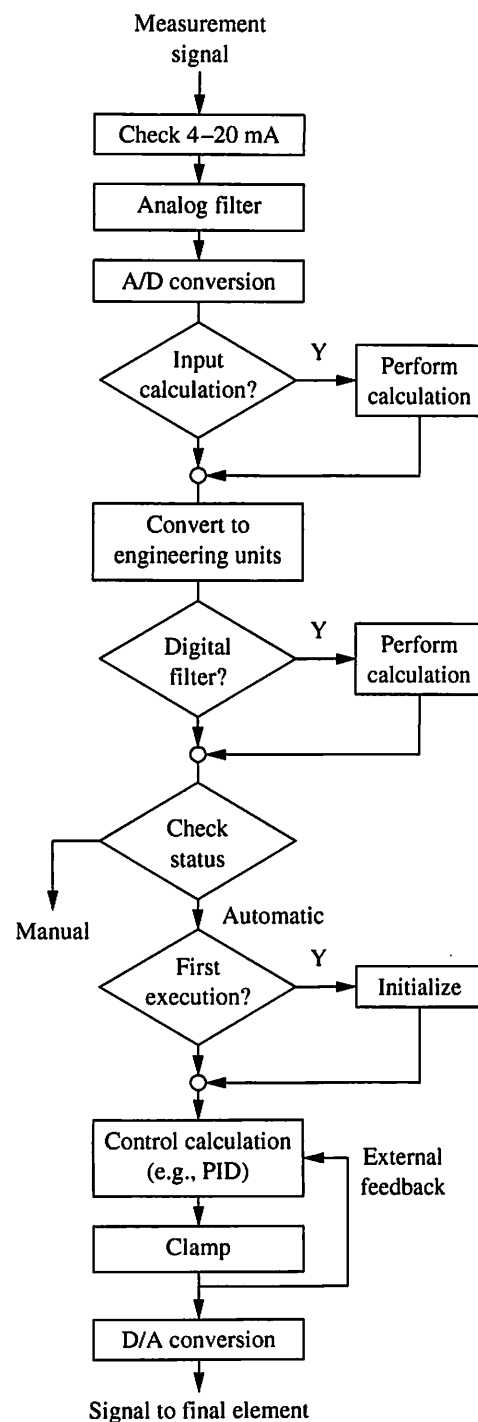 Measurement
signal
Check 4–20 mA
Analog filter
A/D conversion
Input
calculation?
Y
Perform
calculation
Convert to
engineering units
Digital
filter?
Y
Perform
calculation
Check
status
Manual
Automatic
First
execution?
Y
Initialize
Control calculation
(e.g., PID)
External
feedback
Clamp
D/A conversion
Signal to final element